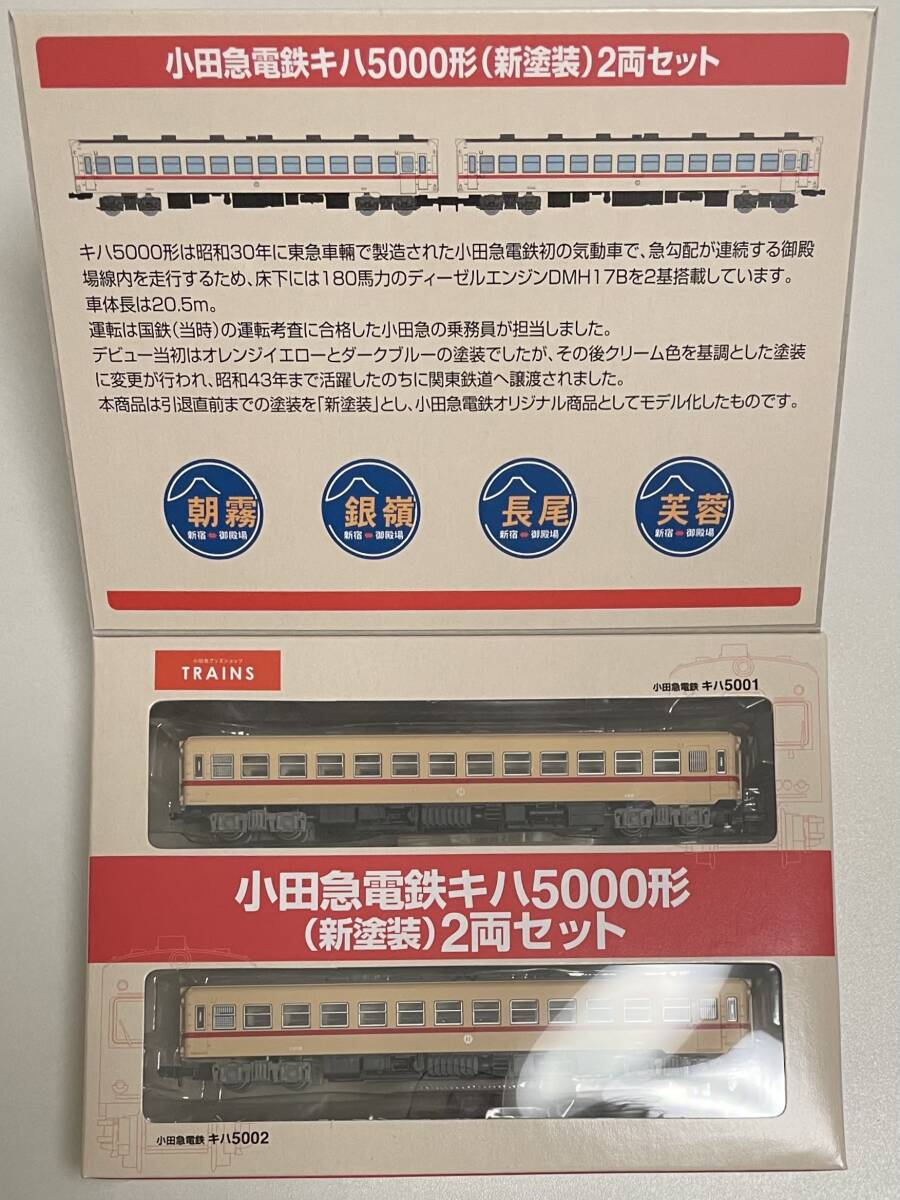 小田急電鉄キハ5000形(新塗装)2両セット
キハ5000形は昭和30年に東急車輛で製造された小田急電鉄初の気動車で、急勾配が連続する御殿
場線内を走行するため、床下には180馬力のディーゼルエンジンDMH17Bを2基搭載しています。
車体長は20.5m。
運転は国鉄(当時)の運転考査に合格した小田急の乗務員が担当しました。
デビュー当初はオレンジイエローとダークブルーの塗装でしたが、その後クリーム色を基調とした塗装
に変更が行われ、昭和43年まで活躍したのちに関東鉄道へ譲渡されました。
本商品は引退直前までの塗装を「新塗装」とし、小田急電鉄オリジナル商品としてモデル化したものです。
朝霧
新宿⇔御殿場
銀嶺
新宿⇔御殿場
長尾
新宿⇔御殿場
芙蓉
新宿⇔御殿場
小田急グッズショップ
TRAINS
小田急電鉄 キハ5001
小田急電鉄キハ5000形
(新塗装)2両セット
小田急電鉄 キハ5002